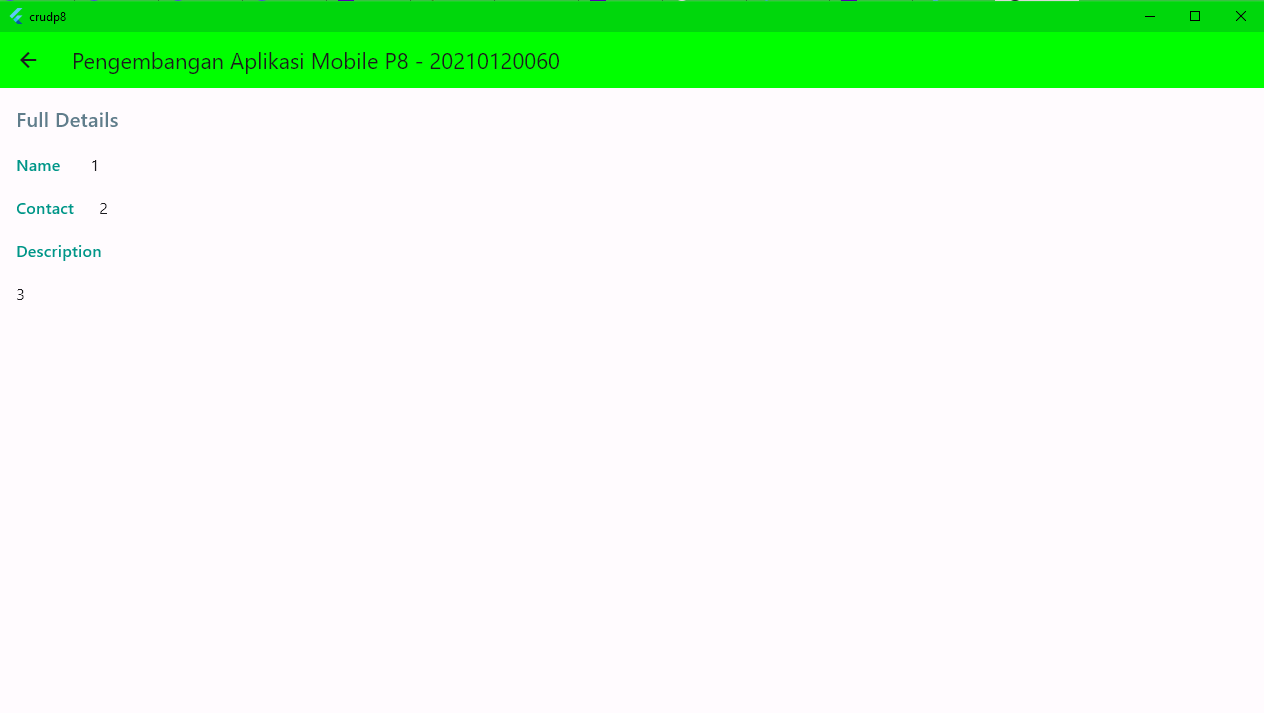 crudp8
Pengembangan Aplikasi Mobile P8 - 20210120060
Full Details
Name 1
Contact 2
Description
3